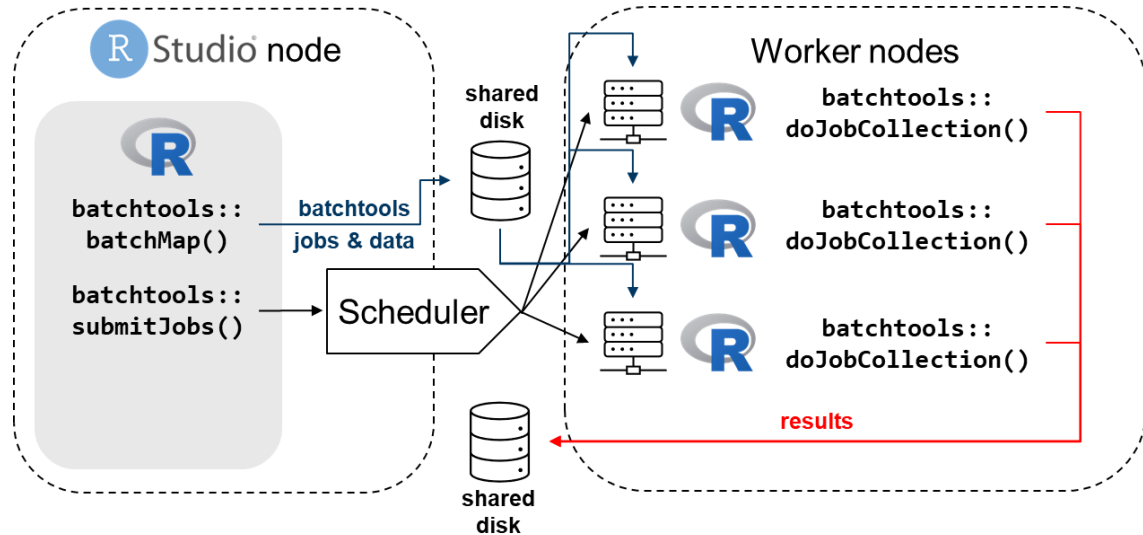 R Studio® node
R
batchtools::
batchMap()
batchtools::
submitJobs()
batchtools
jobs & data
shared
disk
Scheduler
Worker nodes
R
batchtools::
doJobCollection()
R
batchtools::
doJobCollection()
R
batchtools::
doJobCollection()
results
shared
disk